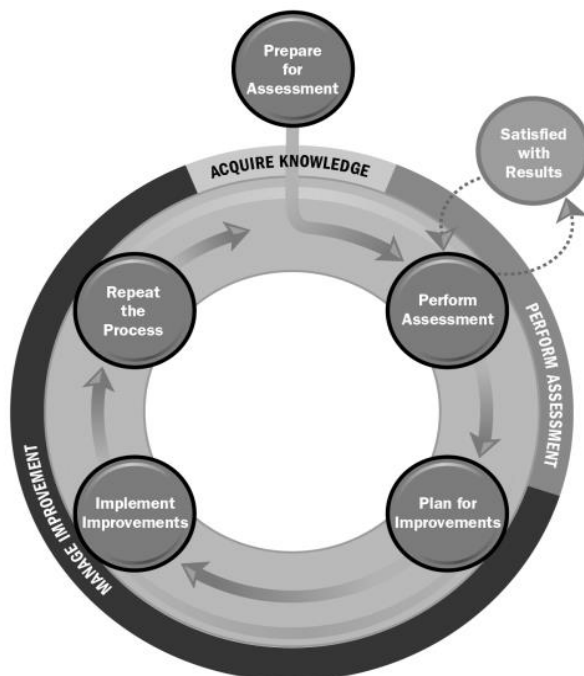 Prepare
for
Assessment
Satisfied
with
Results
ACQUIRE KNOWLEDGE
Repeat
the
Process
Perform
Assessment
PERFORM ASSESSMENT
Implement
Improvements
Plan for
Improvements
MANAGE IMPROVEMENT